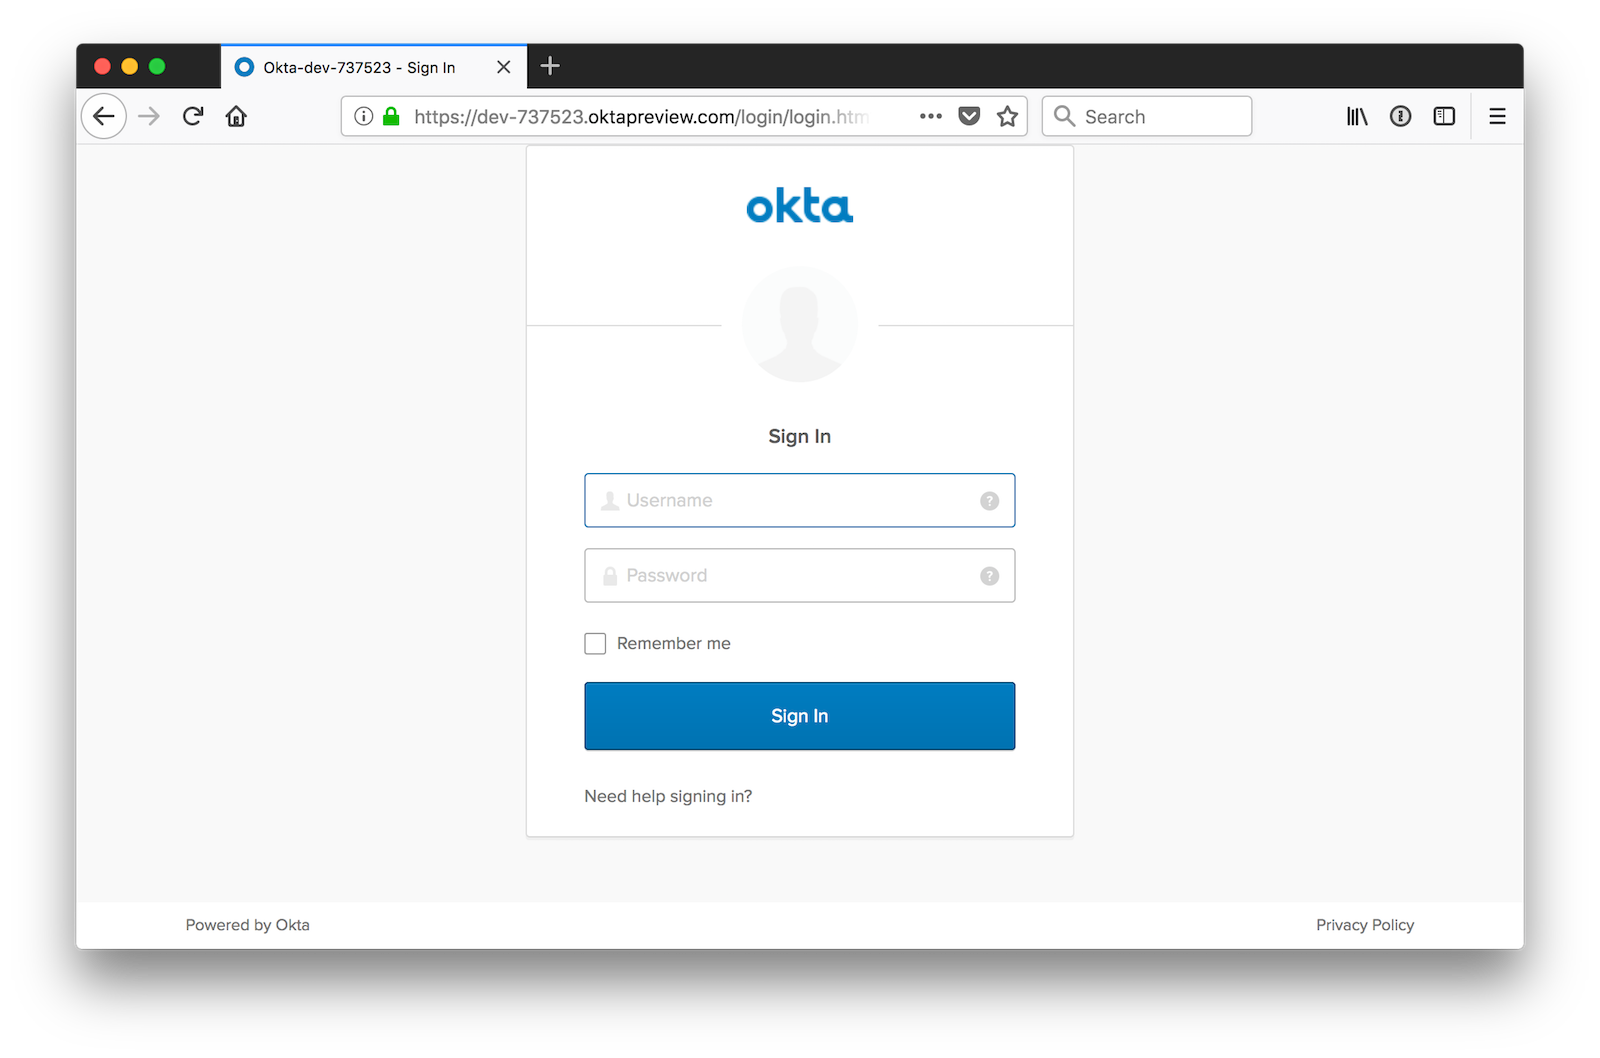 Okta-dev-737523 - Sign In
https://dev-737523.oktapreview.com/login/login.htm
Search
okta
Sign In
Username
Password
Remember me
Sign In
Need help signing in?
Powered by Okta
Privacy Policy